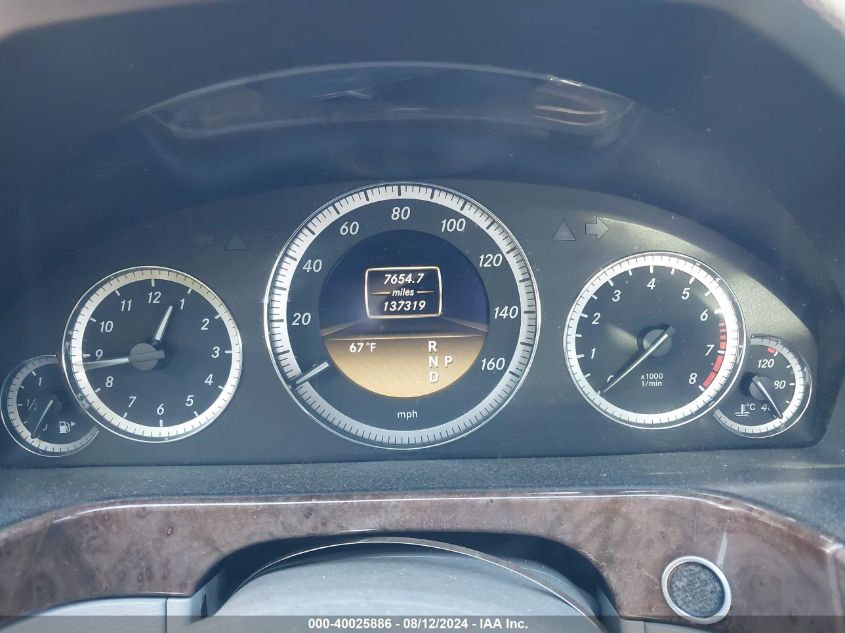 7654.7
miles
137319
67°F
R
N P
D
20 40 60 80 100 120 140 160
mph
12 1 2 3 4 5 6 7 8 9 10 11
1
1/2
0 1 2 3 4 5 6 7 8
x1000
1/min
120
90
°C
000-40025886 - 08/12/2024 - IAA Inc.